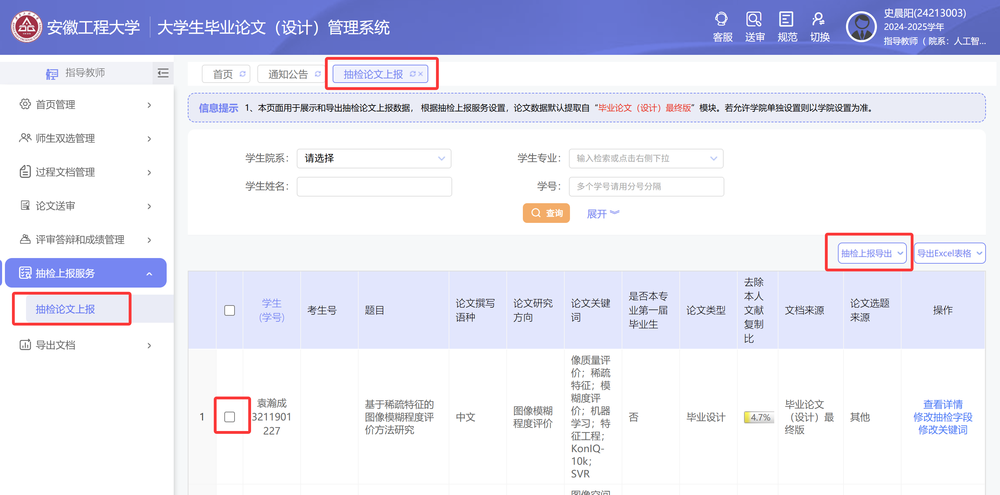 安徽工程大学
大学生毕业论文（设计）管理系统
客服
送审
规范
切换
史晨阳(24213003)
2024-2025学年
指导教师（ 院系：人工智...
指导教师
首页管理
师生双选管理
过程文档管理
论文送审
评审答辩和成绩管理
抽检上报服务
抽检论文上报
导出文档
首页
通知公告
抽检论文上报
信息提示 1、本页面用于展示和导出抽检论文上报数据， 根据抽检上报服务设置，论文数据默认提取自“毕业论文（设计）最终版”模块。若允许学院单独设置则以学院设置为准。
学生院系：
请选择
学生专业：
输入检索或点击右侧下拉
学生姓名：
学号：
多个学号请用分号分隔
查询
展开
抽检上报导出
导出Excel表格
学生
(学号)
考生号
题目
论文撰写
语种
论文研究
方向
论文关键
词
是否本专
业第一届
毕业生
论文类型
去除
本人
文献
复制
比
文档来源
论文选题
来源
操作
1
袁瀚成
3211901
227
基于稀疏特征的
图像模糊程度评
价方法研究
中文
图像模糊
程度评价
像质量评
价；稀疏
特征；模
糊度评
价；机器
学习；特
征工程；
KonIQ-
10k；
SVR
否
毕业设计
4.7%
毕业论文
（设计）最
终版
其他
查看详情
修改抽检字段
修改关键词
图像空间